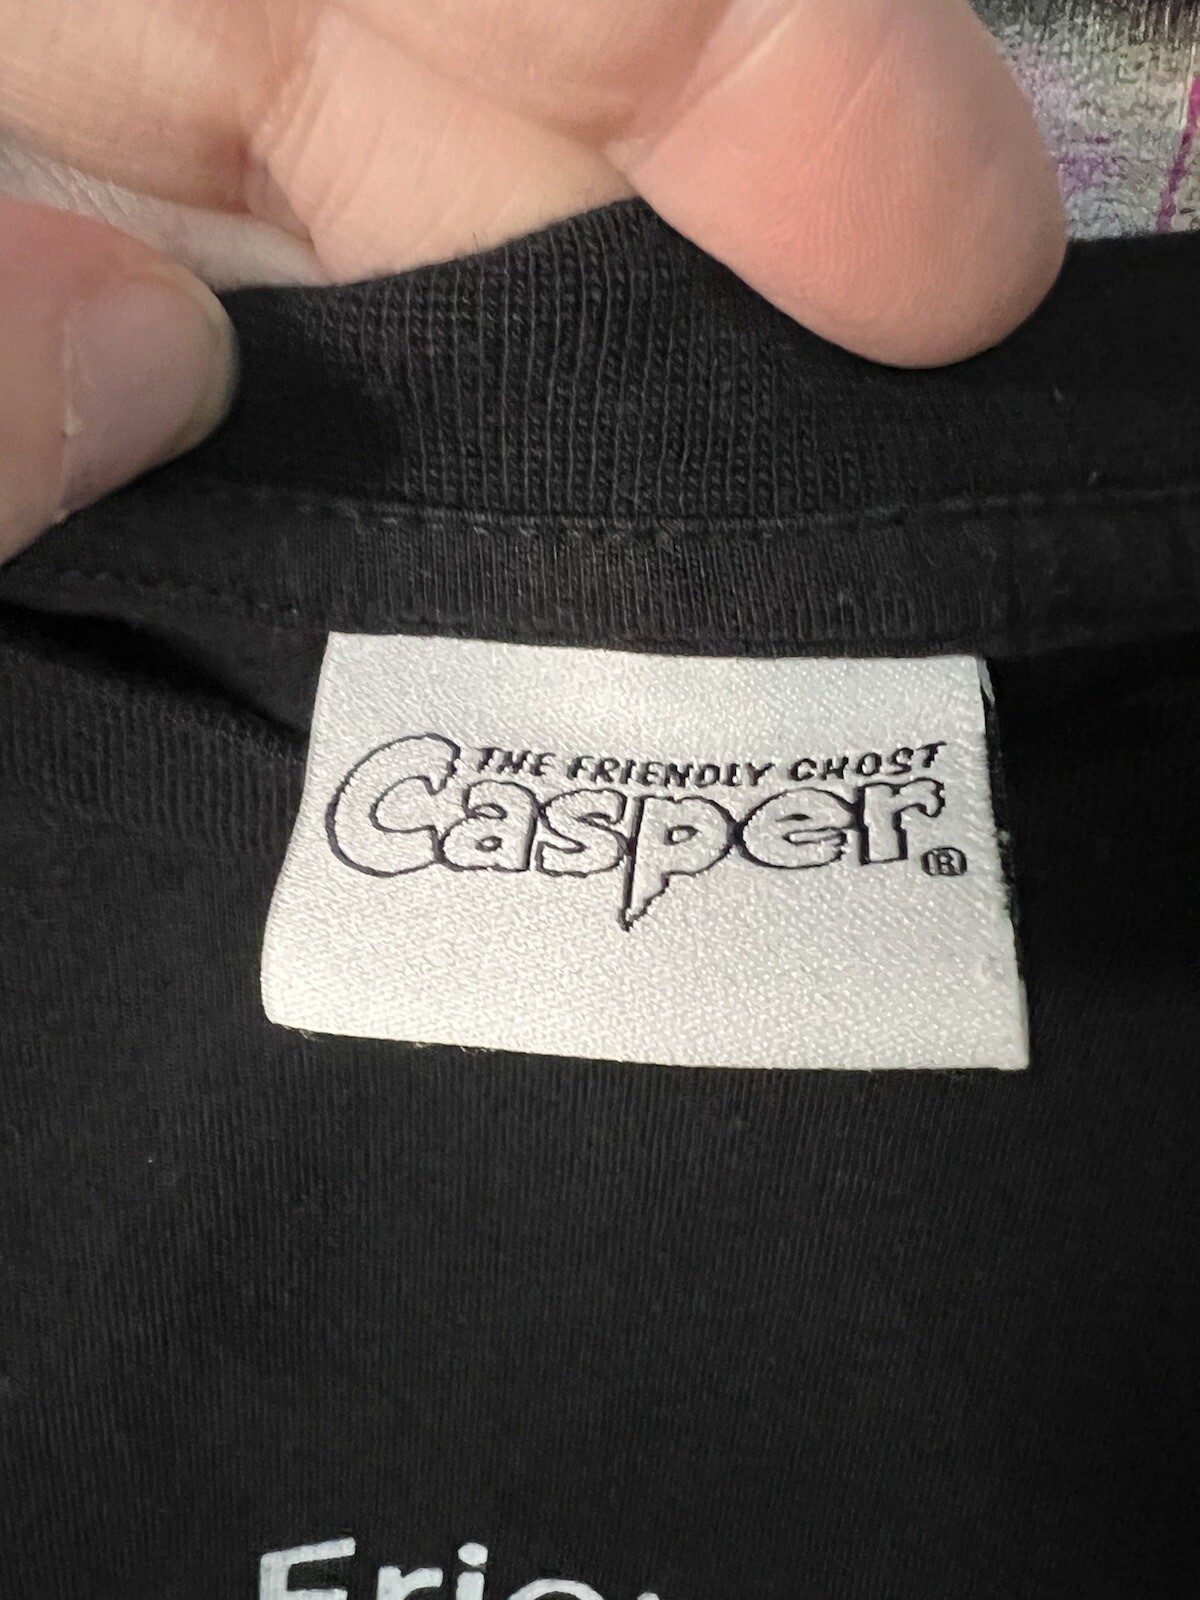 THE FRIENDLY GHOST
Casper ®